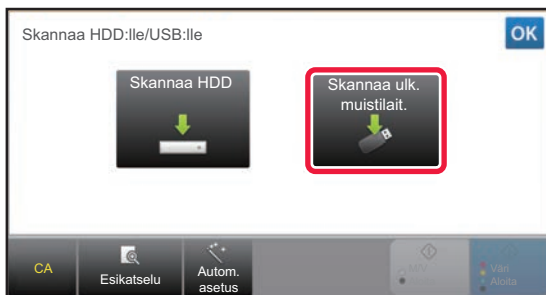 Skannaa HDD:lle/USB:lle
OK
Skannaa HDD
Skannaa ulk.
muistilait.
CA
Esikatselu
Autom.
asetus
M/V
Väri
Aloita